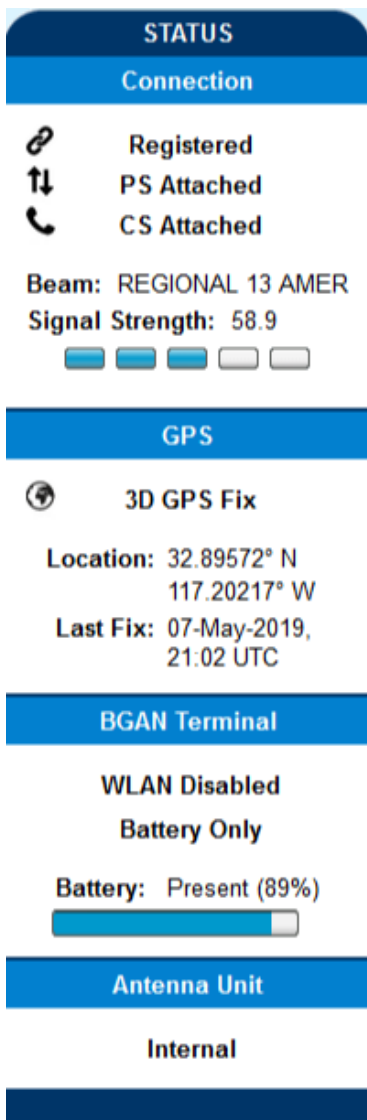 STATUS
Connection
Registered
PS Attached
CS Attached
Beam: REGIONAL 13 AMER
Signal Strength: 58.9
GPS
3D GPS Fix
Location: 32.89572° N
117.20217° W
Last Fix: 07-May-2019,
21:02 UTC
BGAN Terminal
WLAN Disabled
Battery Only
Battery: Present (89%)
Antenna Unit
Internal